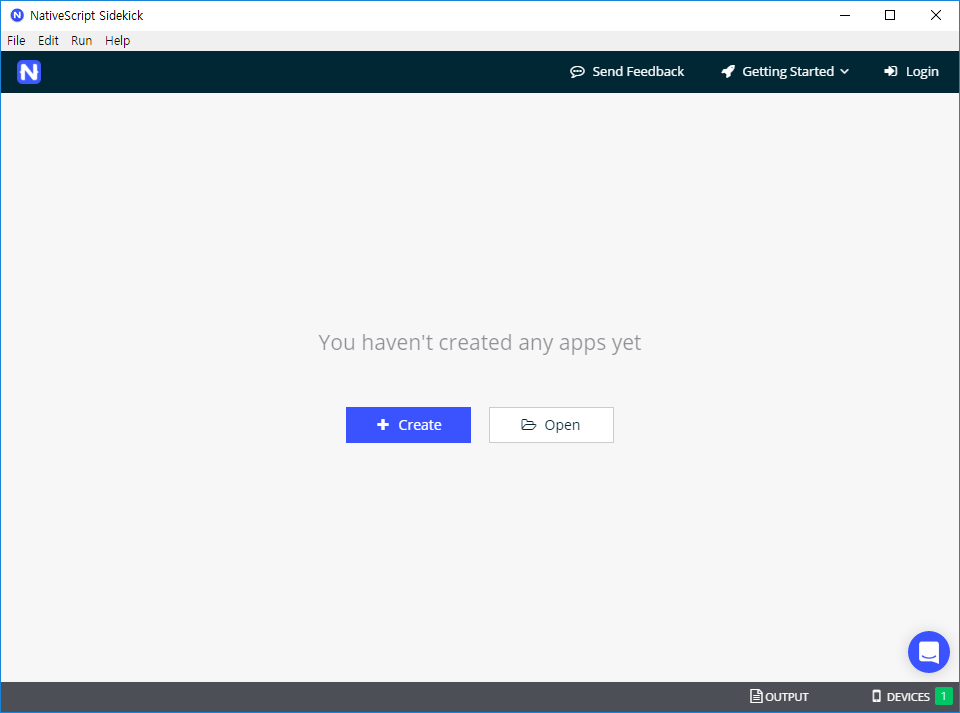 NativeScript Sidekick
File Edit Run Help
N Send Feedback Getting Started Login
You haven't created any apps yet
Create Open
OUTPUT DEVICES 1